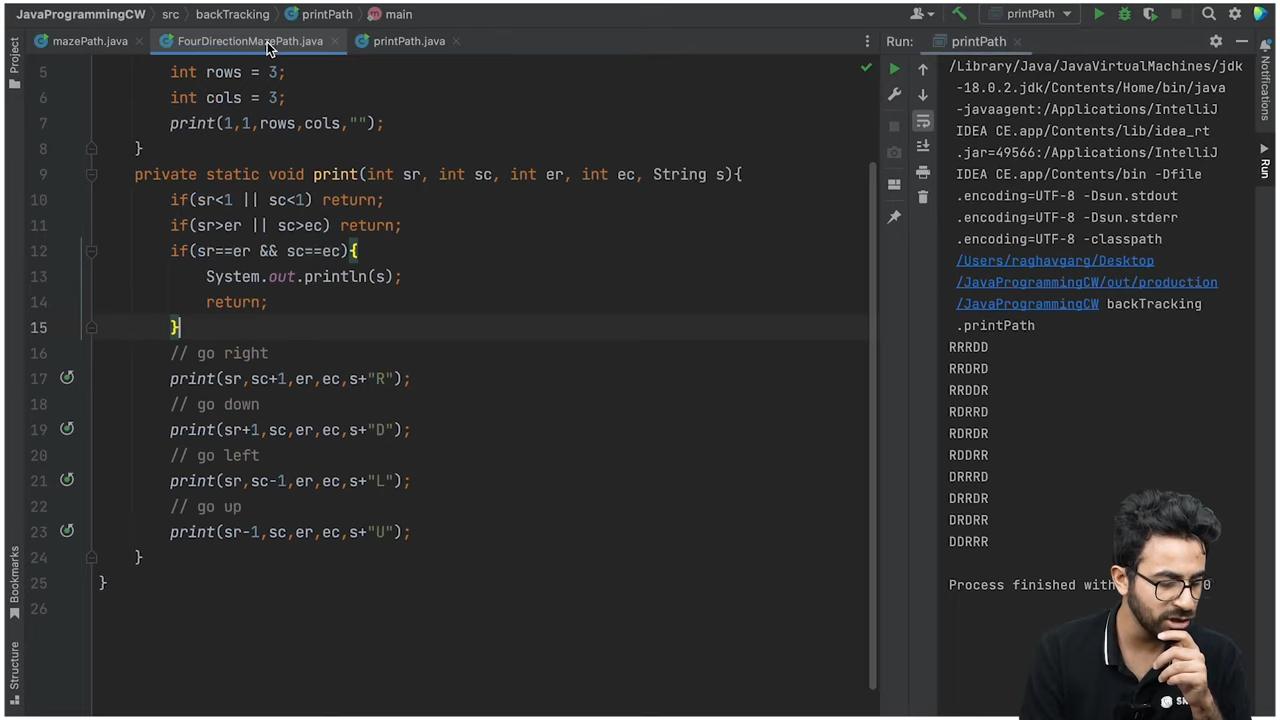 JavaProgrammingCW > src > backTracking > printPath > main
printPath
mazePath.java
FourDirectionMazePath.java
printPath.java
Run: printPath
Project
Notifications
Run
Bookmarks
Structure
5 int rows = 3;
6 int cols = 3;
7 print(1,1,rows,cols,"");
8 }
9 private static void print(int sr, int sc, int er, int ec, String s){
10 if(sr<1 || sc<1) return;
11 if(sr>er || sc>ec) return;
12 if(sr==er && sc==ec){
13 System.out.println(s);
14 return;
15 }
16 // go right
17 print(sr,sc+1,er,ec,s+"R");
18 // go down
19 print(sr+1,sc,er,ec,s+"D");
20 // go left
21 print(sr,sc-1,er,ec,s+"L");
22 // go up
23 print(sr-1,sc,er,ec,s+"U");
24 }
25 }
26
/Library/Java/JavaVirtualMachines/jdk
-18.0.2.jdk/Contents/Home/bin/java
-javaagent:/Applications/IntelliJ
IDEA CE.app/Contents/lib/idea_rt
.jar=49566:/Applications/IntelliJ
IDEA CE.app/Contents/bin -Dfile
.encoding=UTF-8 -Dsun.stdout
.encoding=UTF-8 -Dsun.stderr
.encoding=UTF-8 -classpath
/Users/raghavgarg/Desktop
/JavaProgrammingCW/out/production
/JavaProgrammingCW backTracking
.printPath
RRRDD
RRDRD
RRDDR
RDRRD
RDRDR
RDDRR
DRRRD
DRRDR
DRDRR
DDRRR
Process finished with 0